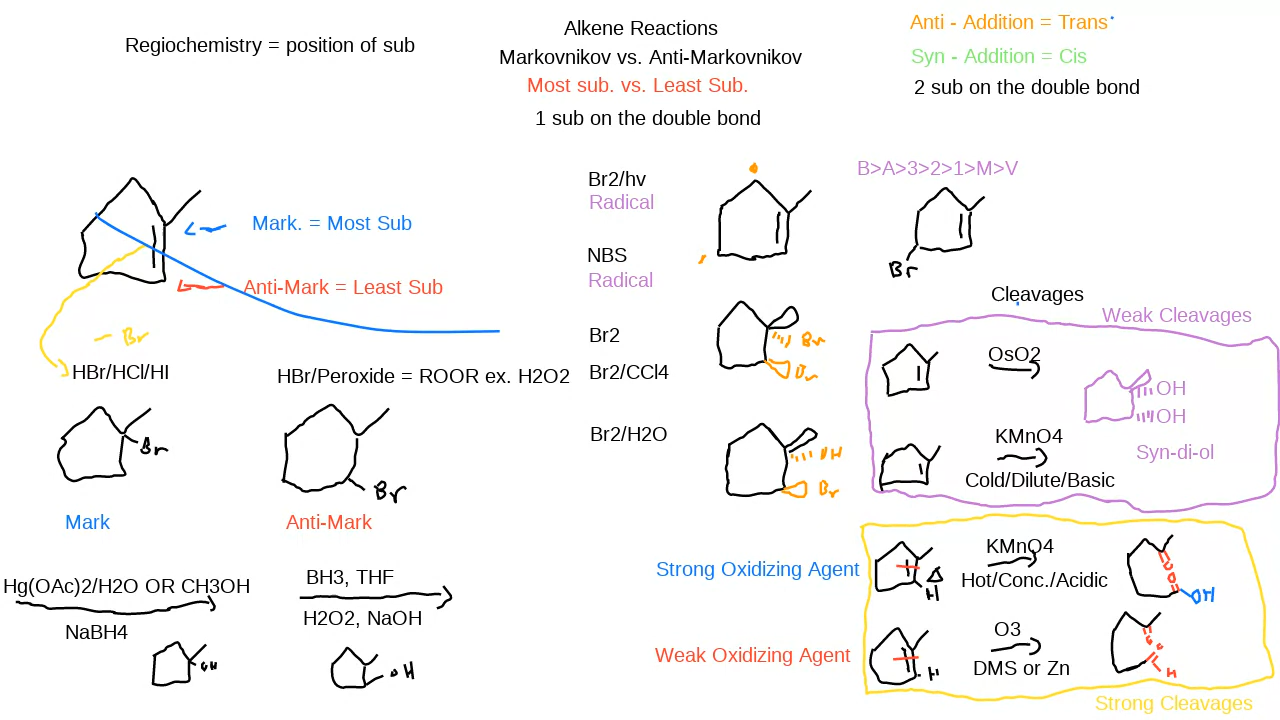 Regiochemistry = position of sub
Alkene Reactions
Markovnikov vs. Anti-Markovnikov
Most sub. vs. Least Sub.
1 sub on the double bond
Anti - Addition = Trans
Syn - Addition = Cis
2 sub on the double bond
Mark. = Most Sub
Anti-Mark = Least Sub
Br
HBr/HCl/HI
HBr/Peroxide = ROOR ex. H2O2
Br
Br
Mark
Anti-Mark
Hg(OAc)2/H2O OR CH3OH
NaBH4
OH
BH3, THF
H2O2, NaOH
OH
Br2/hv
Radical
NBS
Radical
B>A>3>2>1>M>V
Br
Br2
Br2/CCl4
Br
Br
Br2/H2O
OH
Br
Cleavages
Weak Cleavages
OsO2
OH
OH
KMnO4
Cold/Dilute/Basic
Syn-di-ol
Strong Oxidizing Agent
H
KMnO4
Hot/Conc./Acidic
O
O
OH
Weak Oxidizing Agent
H
O3
DMS or Zn
H
Strong Cleavages